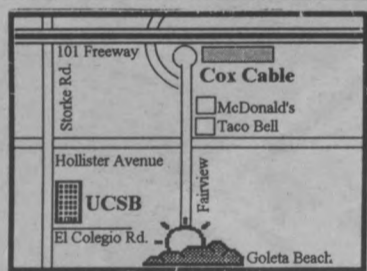 101 Freeway
Cox Cable
Storke Rd.
McDonald's
Taco Bell
Hollister Avenue
Fairview
UCSB
El Colegio Rd.
Goleta Beach